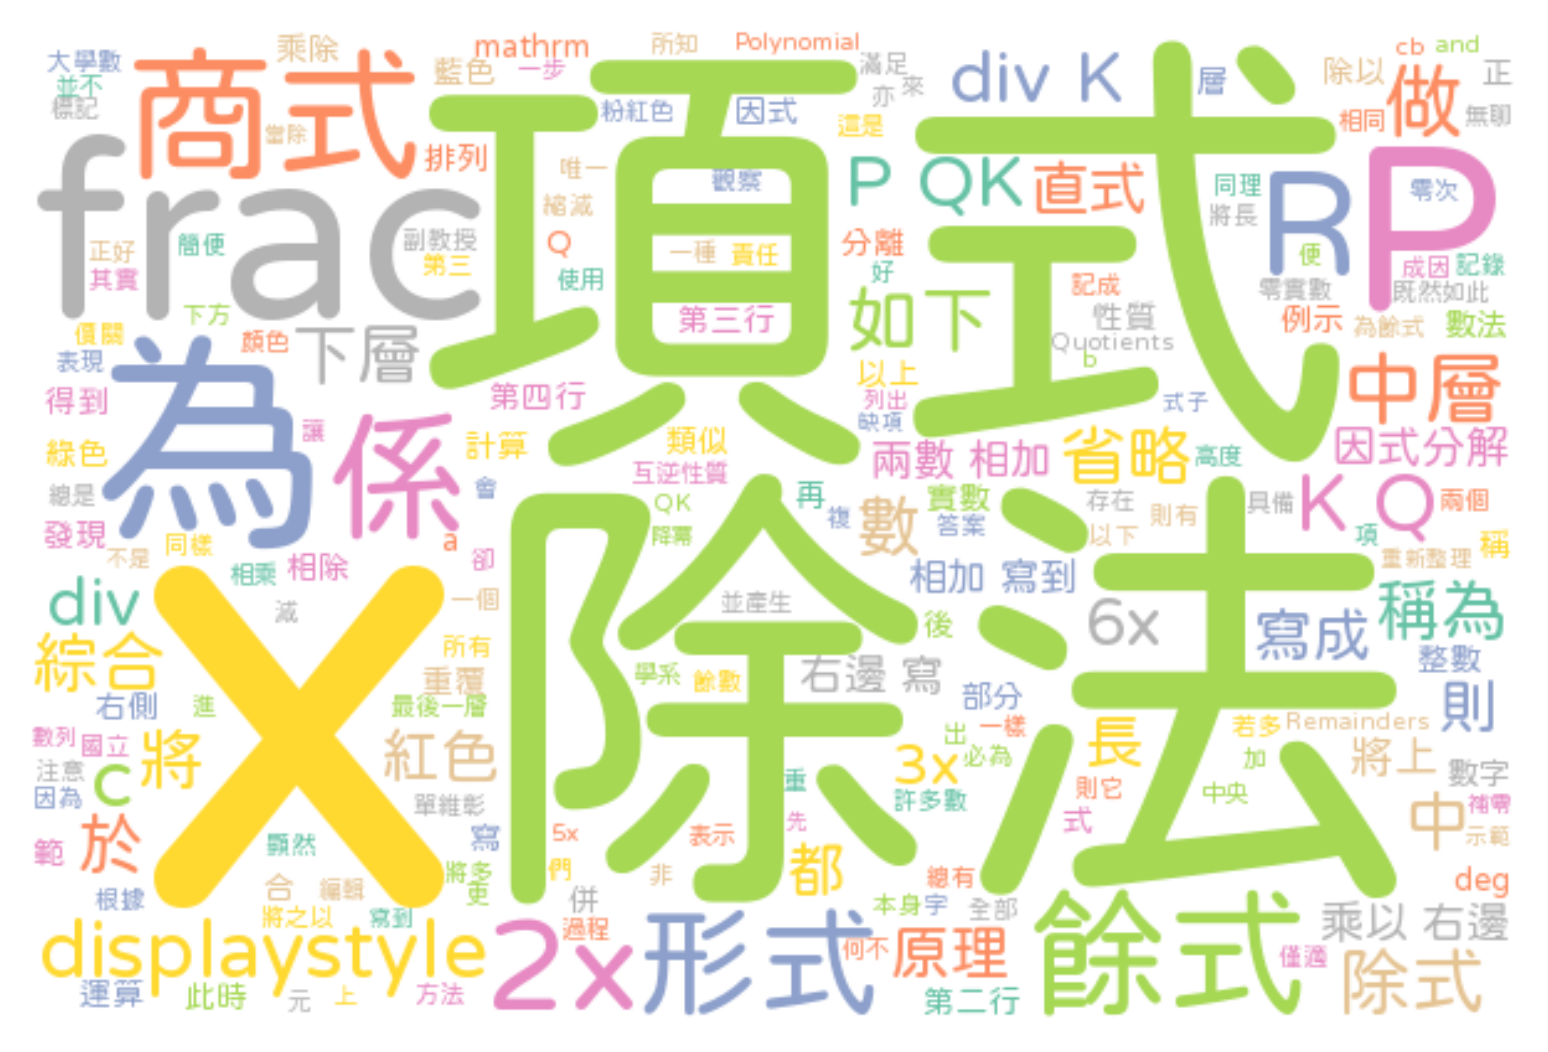 大學數
乘除
mathrm
所知
Polynomial
滿足
cb
and
並不
標記
當除
商式
藍色
一步
粉紅色
因式
亦
來
這是
div K
層
除以
做
正
相同
無聊
frac
排列
唯一
縮減
觀察
項式
P QK
直式
同理
將長
R
便
P
零次
正好
簡便
其實
副教授
第三
Q
使用
一種
責任
分離
好
記成
零實數
成因
記錄
既然如此
下方
價關
表現
顏色
下層
第三行
如下
性質
Quotients
b
例示
為餘式
數法
得到
為
讓
係
第四行
計算
類似
以上
列出
缺項
式子
中層
綠色
總是
發現
不是
同樣
會
a
卻
互逆性質
QK
降冪
兩數 相加
省略
高度
因式分解
再
複
數
實數
答案
存在
以下
則有
具備
K Q
兩個
項
重新整理
稱
div
相乘
相除
減
一個
除法
並產生
相加 寫到
6x
寫成
稱為
綜合
X
所有
重覆
學系
餘數
右邊 寫
後
部分
整數
右側
進
最後一層
則
數列
國立
將
紅色
出
一樣
長
若多
Remainders
注意
因為
c
單維彰
重
3x
必為
許多數
則它
加
中央
將上
數字
範
於
顯然
寫
5x
表示
先
式
中
補零
示範
根據
合
編輯
將多
更
們
非
都
總有
deg
將之以
寫到
併
本身
字
全部
displaystyle
2x
過程
形式
何不
原理
餘式
僅適
乘以 右邊
運算
此時
元
上
方法
第二行
除式